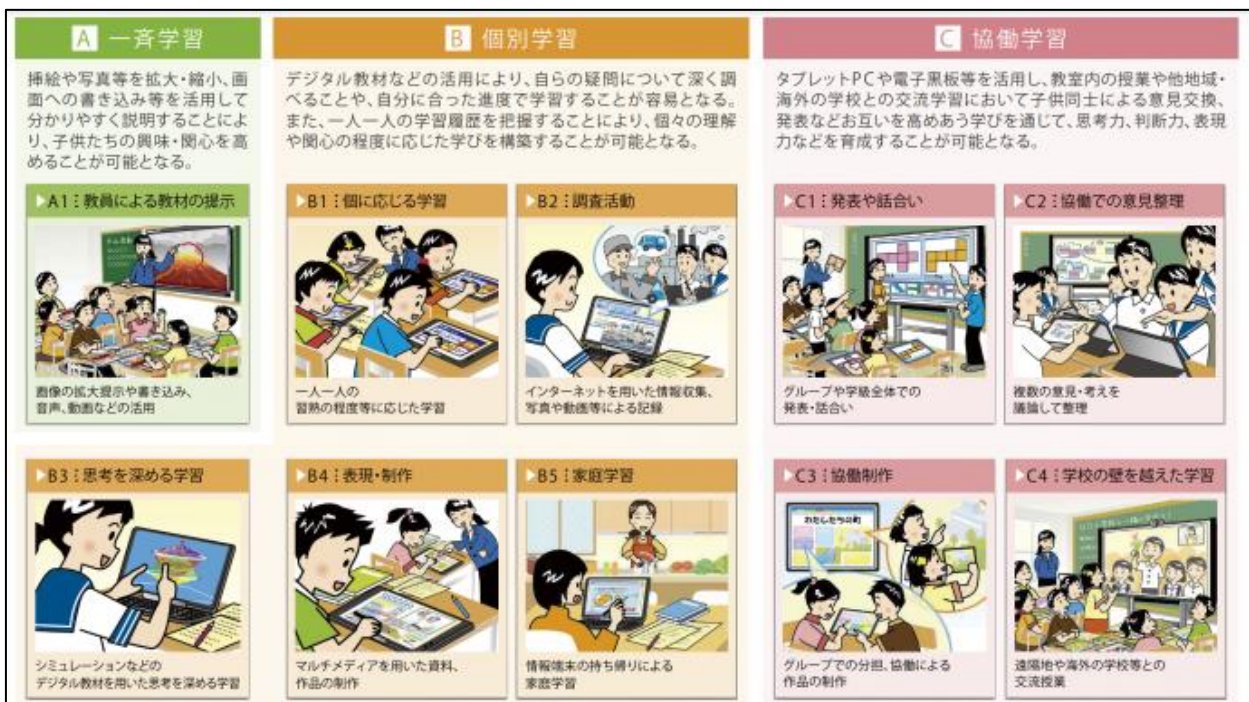 A 一斉学習
挿絵や写真等を拡大・縮小、画
面への書き込み等を活用して
分かりやすく説明することによ
り、子供たちの興味・関心を高
めることが可能となる。
▶A1：教員による教材の提示
画像の拡大提示や書き込み、
音声、動画などの活用
B 個別学習
デジタル教材などの活用により、自らの疑問について深く調
べることや、自分に合った進度で学習することが容易となる。
また、一人一人の学習履歴を把握することにより、個々の理解
や関心の程度に応じた学びを構築することが可能となる。
▶B1：個に応じる学習
一人一人の
習熟の程度等に応じた学習
▶B2：調査活動
インターネットを用いた情報収集、
写真や動画等による記録
▶B3：思考を深める学習
シミュレーションなどの
デジタル教材を用いた思考を深める学習
▶B4：表現・制作
マルチメディアを用いた資料、
作品の制作
▶B5：家庭学習
情報端末の持ち帰りによる
家庭学習
C 協働学習
タブレットPCや電子黒板等を活用し、教室内の授業や他地域・
海外の学校との交流学習において子供同士による意見交換、
発表などお互いを高めあう学びを通じて、思考力、判断力、表現
力などを育成することが可能となる。
▶C1：発表や話合い
グループや学級全体での
発表・話合い
▶C2：協働での意見整理
複数の意見・考えを
議論して整理
▶C3：協働制作
わたしたちの町
グループでの分担、協働による
作品の制作
▶C4：学校の壁を越えた学習
遠隔地や海外の学校等との
交流授業